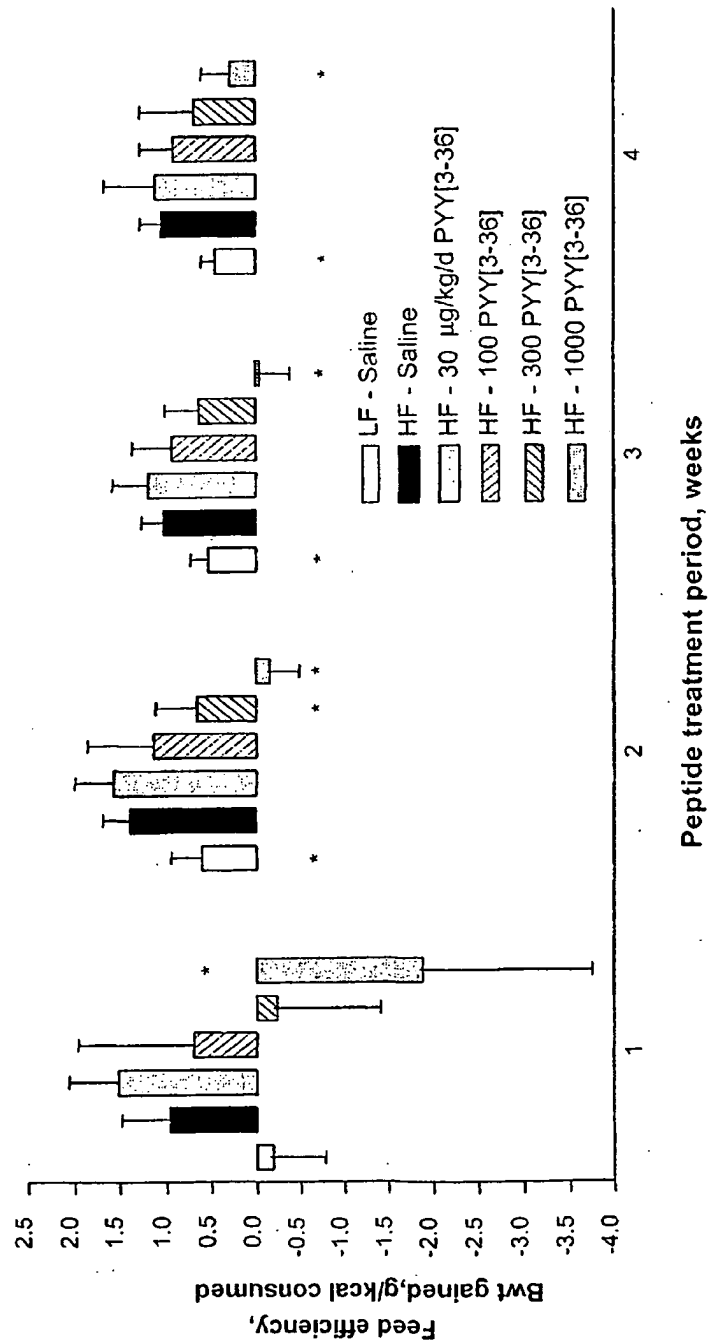 Feed efficiency,
Bwt gained,g/kcal consumed
2.5
2.0
1.5
1.0
0.5
0.0
-0.5
-1.0
-1.5
-2.0
-2.5
-3.0
-3.5
-4.0
*
*
*
*
*
*
*
*
LF - Saline
HF - Saline
HF - 30 µg/kg/d PYY[3-36]
HF - 100 PYY[3-36]
HF - 300 PYY[3-36]
HF - 1000 PYY[3-36]
1
2
3
4
Peptide treatment period, weeks